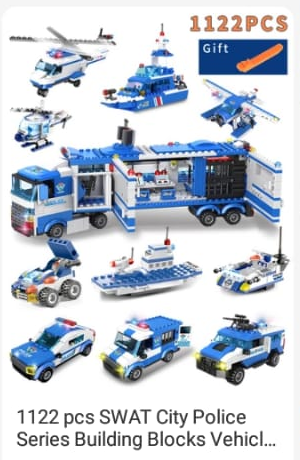 1122PCS
Gift
1122 pcs SWAT City Police
Series Building Blocks Vehicl...